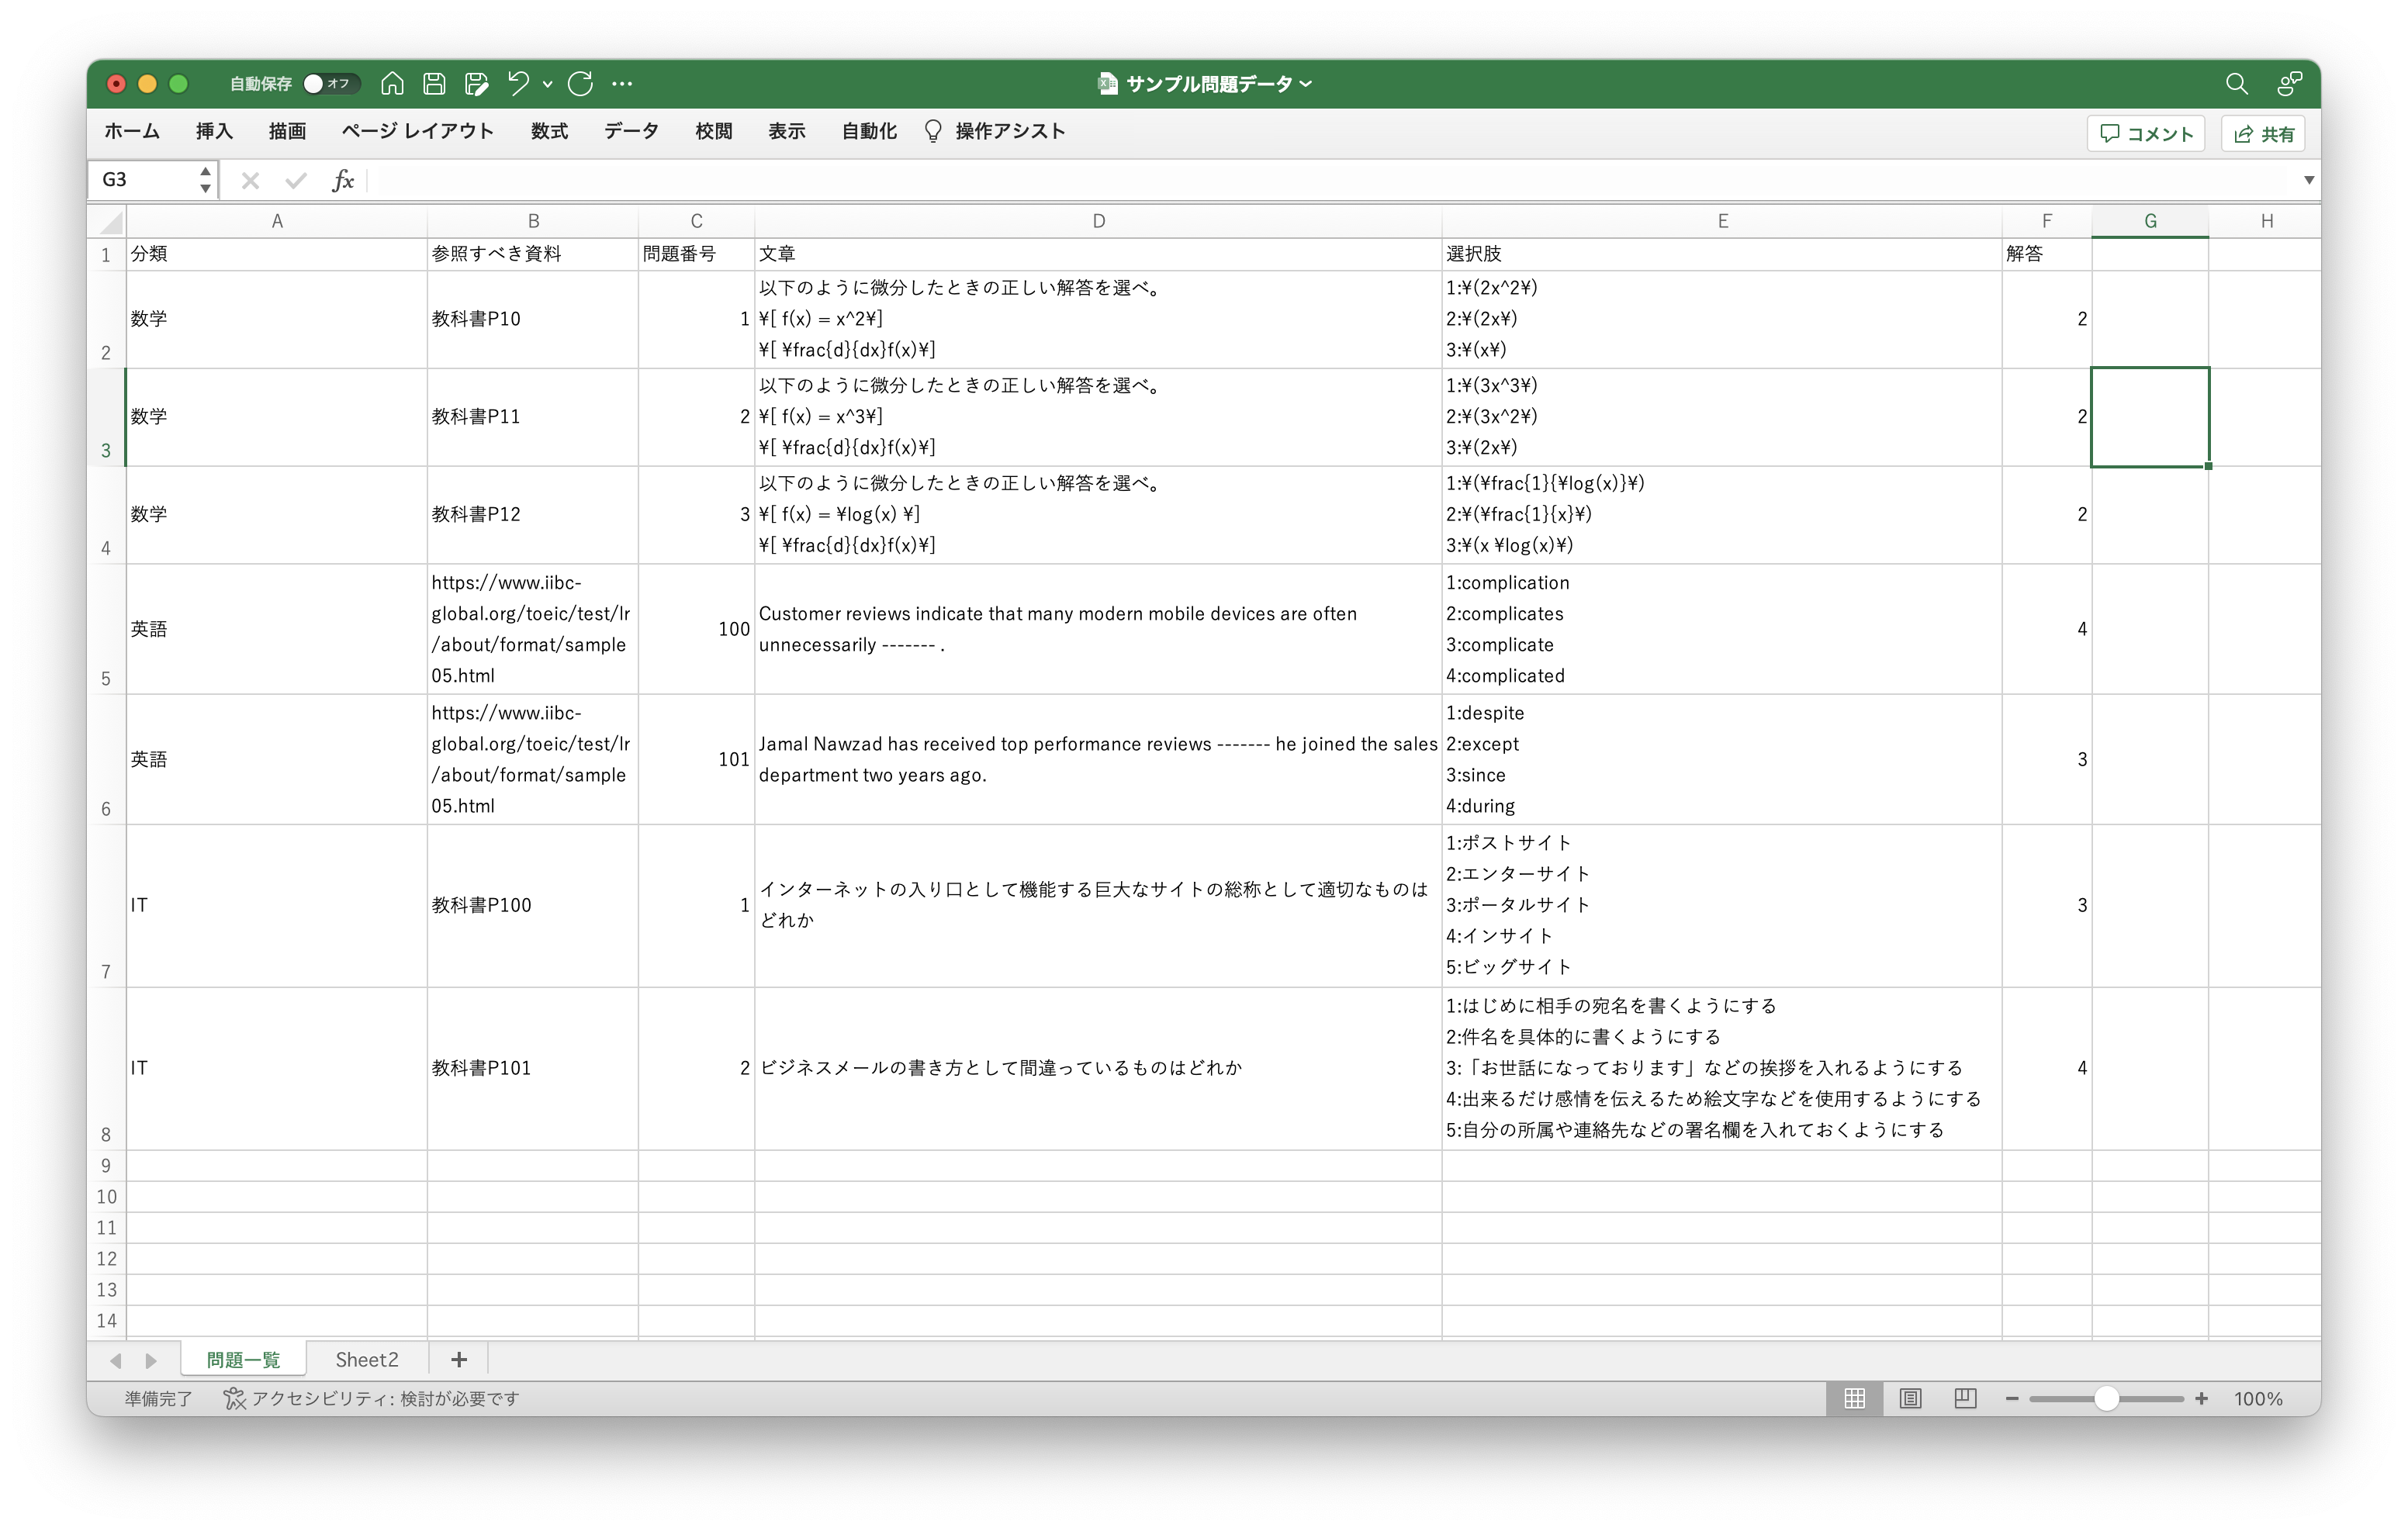 自動保存 オフ サンプル問題データ
ホーム 挿入 描画 ページ レイアウト 数式 データ 校閲 表示 自動化 操作アシスト コメント 共有
G3 fx
A B C D E F G H
1 分類 参照すべき資料 問題番号 文章 選択肢 解答
以下のように微分したときの正しい解答を選べ。 1:¥(2x^2¥)
数学 教科書P10 1 ¥[ f(x) = x^2¥] 2:¥(2x¥) 2
2 ¥[ ¥frac{d}{dx}f(x)¥] 3:¥(x¥)
以下のように微分したときの正しい解答を選べ。 1:¥(3x^3¥)
数学 教科書P11 2 ¥[ f(x) = x^3¥] 2:¥(3x^2¥) 2
3 ¥[ ¥frac{d}{dx}f(x)¥] 3:¥(2x¥)
以下のように微分したときの正しい解答を選べ。 1:¥(¥frac{1}{¥log(x)}¥)
数学 教科書P12 3 ¥[ f(x) = ¥log(x) ¥] 2:¥(¥frac{1}{x}¥) 2
4 ¥[ ¥frac{d}{dx}f(x)¥] 3:¥(x ¥log(x)¥)
https://www.iibc- 1:complication
global.org/toeic/test/lr Customer reviews indicate that many modern mobile devices are often 2:complicates
英語 100 4
/about/format/sample unnecessarily ------- . 3:complicate
5 05.html 4:complicated
https://www.iibc- 1:despite
global.org/toeic/test/lr Jamal Nawzad has received top performance reviews ------- he joined the sales 2:except
英語 101 3
/about/format/sample department two years ago. 3:since
6 05.html 4:during
1:ポストサイト
インターネットの入り口として機能する巨大なサイトの総称として適切なものは 2:エンターサイト
IT 教科書P100 1 3:ポータルサイト 3
どれか 4:インサイト
7 5:ビッグサイト
1:はじめに相手の宛名を書くようにする
2:件名を具体的に書くようにする
IT 教科書P101 2 ビジネスメールの書き方として間違っているものはどれか 3:「お世話になっております」などの挨拶を入れるようにする 4
4:出来るだけ感情を伝えるため絵文字などを使用するようにする
8 5:自分の所属や連絡先などの署名欄を入れておくようにする
9
10
11
12
13
14
問題一覧 Sheet2 +
準備完了 アクセシビリティ: 検討が必要です 100%